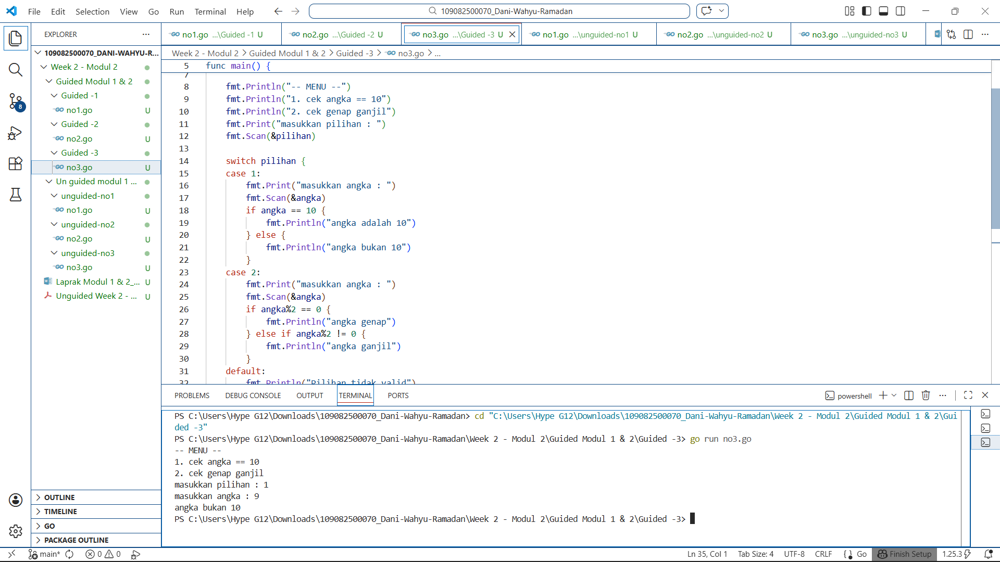 File Edit Selection View Go Run Terminal Help
109082500070_Dani-Wahyu-Ramadan
EXPLORER
no1.go ...\Guided -1 U
no2.go ...\Guided -2 U
no3.go ...\Guided -3 U
no1.go ...\unguided-no1 U
no2.go ...\unguided-no2 U
no3.go ...\unguided-no3 U
109082500070_DANI-WAHYU-R...
Week 2 - Modul 2
Guided Modul 1 & 2
Guided -1
no1.go U
Guided -2
no2.go U
Guided -3
no3.go U
Un guided modul 1 ...
unguided-no1
no1.go U
unguided-no2
no2.go U
unguided-no3
no3.go U
Laprak Modul 1 & 2_... U
Unguided Week 2 - ... U
OUTLINE
TIMELINE
GO
PACKAGE OUTLINE
8
Week 2 - Modul 2 > Guided Modul 1 & 2 > Guided -3 > no3.go > ...
5 func main() {
7
8 fmt.Println("-- MENU --")
9 fmt.Println("1. cek angka == 10")
10 fmt.Println("2. cek genap ganjil")
11 fmt.Print("masukkan pilihan : ")
12 fmt.Scan(&pilihan)
13
14 switch pilihan {
15 case 1:
16 fmt.Print("masukkan angka : ")
17 fmt.Scan(&angka)
18 if angka == 10 {
19 fmt.Println("angka adalah 10")
20 } else {
21 fmt.Println("angka bukan 10")
22 }
23 case 2:
24 fmt.Print("masukkan angka : ")
25 fmt.Scan(&angka)
26 if angka%2 == 0 {
27 fmt.Println("angka genap")
28 } else if angka%2 != 0 {
29 fmt.Println("angka ganjil")
30 }
31 default:
32 fmt.Println("Pilihan tidak valid")
PROBLEMS DEBUG CONSOLE OUTPUT TERMINAL PORTS
powershell
PS C:\Users\Hype G12\Downloads\109082500070_Dani-Wahyu-Ramadan> cd "C:\Users\Hype G12\Downloads\109082500070_Dani-Wahyu-Ramadan\Week 2 - Modul 2\Guided Modul 1 & 2\Gui
ded -3"
PS C:\Users\Hype G12\Downloads\109082500070_Dani-Wahyu-Ramadan\Week 2 - Modul 2\Guided Modul 1 & 2\Guided -3> go run no3.go
-- MENU --
1. cek angka == 10
2. cek genap ganjil
masukkan pilihan : 1
masukkan angka : 9
angka bukan 10
PS C:\Users\Hype G12\Downloads\109082500070_Dani-Wahyu-Ramadan\Week 2 - Modul 2\Guided Modul 1 & 2\Guided -3>
main* 0 0
Ln 35, Col 1 Tab Size: 4 UTF-8 CRLF { } Go Finish Setup 1.25.3